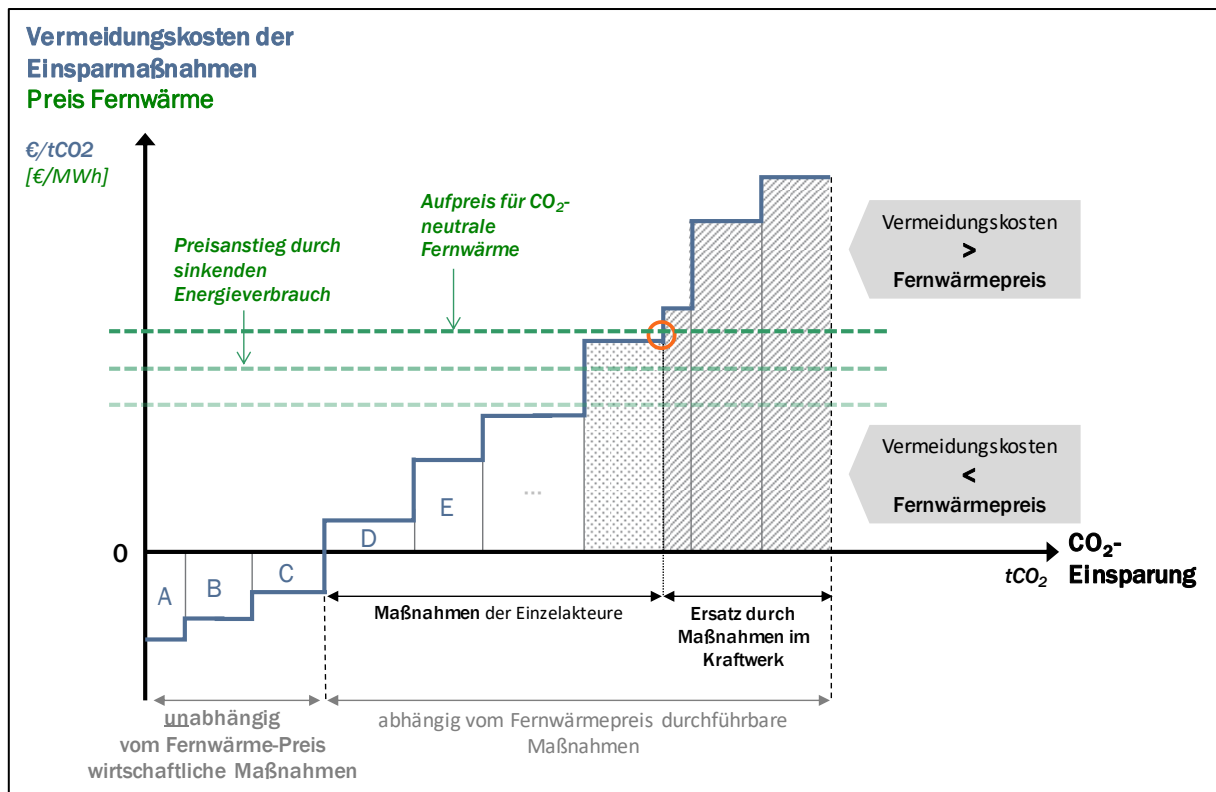 Vermeidungskosten der
Einsparmaßnahmen
Preis Fernwärme
€/tCO2
[€/MWh]
Aufpreis für CO₂-
neutrale
Fernwärme
Preisanstieg durch
sinkenden
Energieverbrauch
Vermeidungskosten
>
Fernwärmepreis
Vermeidungskosten
<
Fernwärmepreis
A
B
C
D
E
...
0
CO₂-
Einsparung
tCO₂
Maßnahmen der Einzelakteure
Ersatz durch
Maßnahmen im
Kraftwerk
unabhängig
vom Fernwärme-Preis
wirtschaftliche Maßnahmen
abhängig vom Fernwärmepreis durchführbare
Maßnahmen